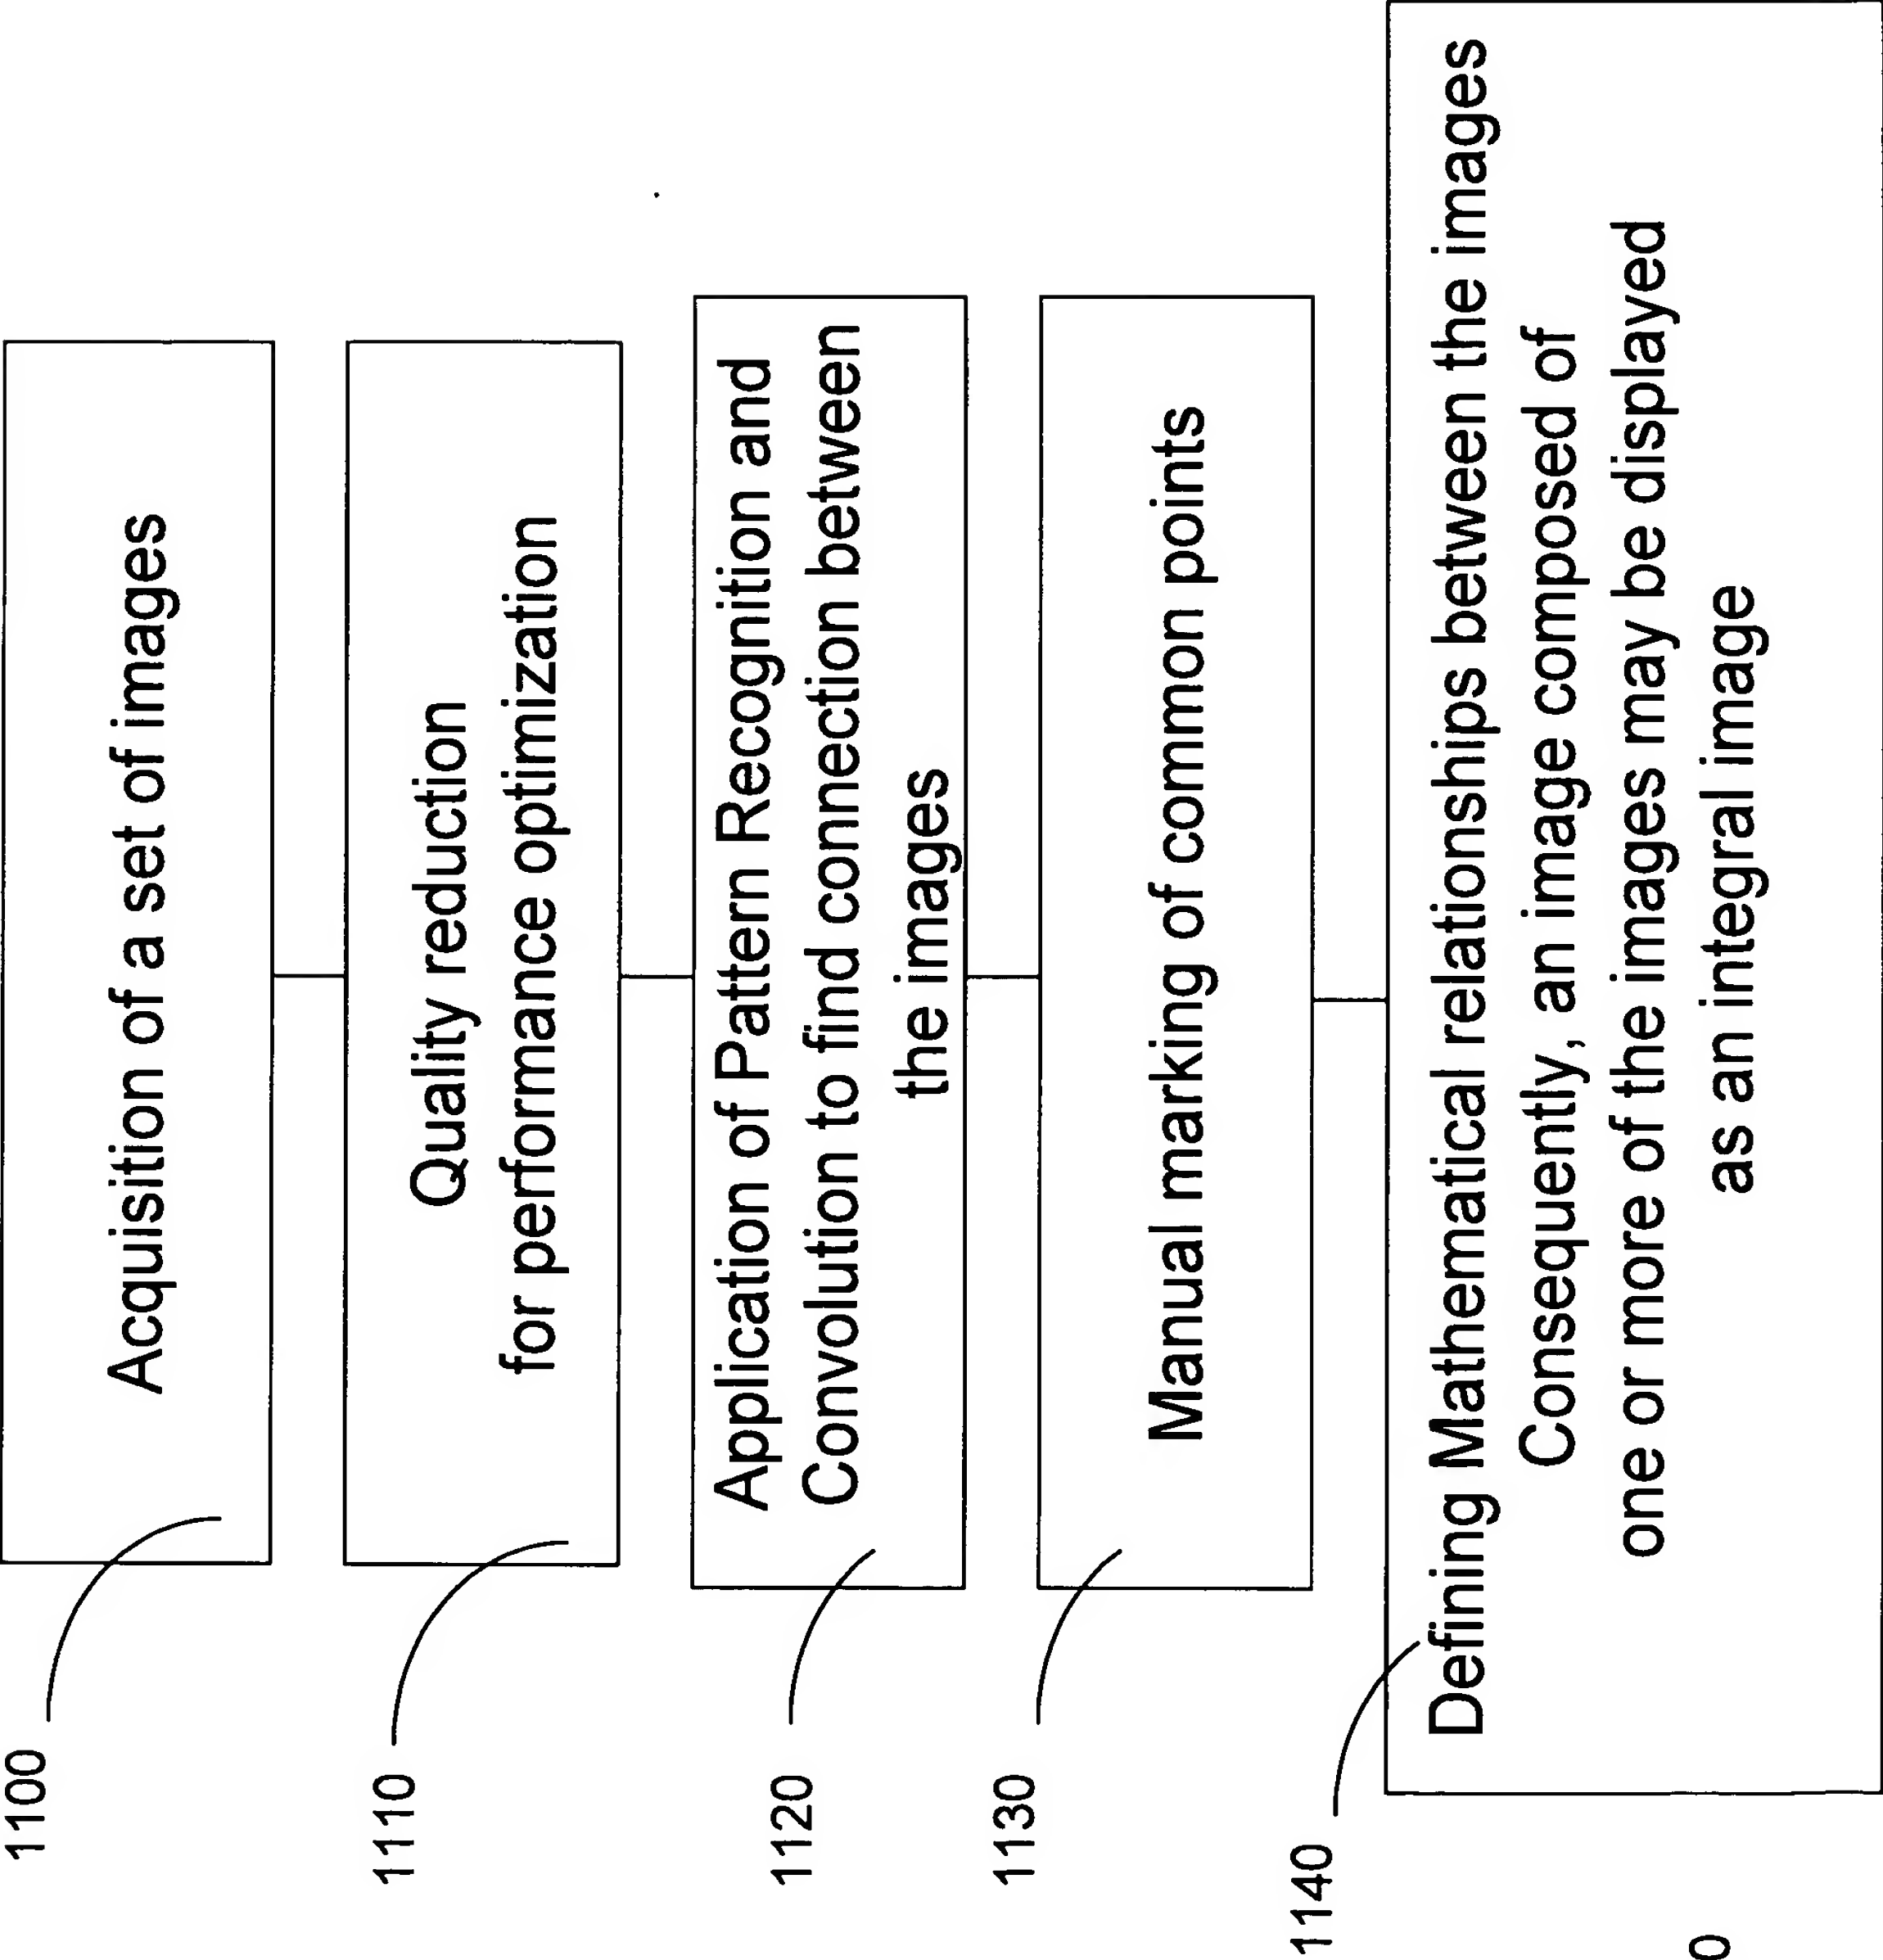 1100
Acquisition of a set of images
1110
Quality reduction
for performance optimization
1120
Application of Pattern Recognition and
Convolution to find connection between
the images
1130
Manual marking of common points
1140
Defining Mathematical relationships between the images
Consequently, an image composed of
one or more of the images may be displayed
as an integral image
0